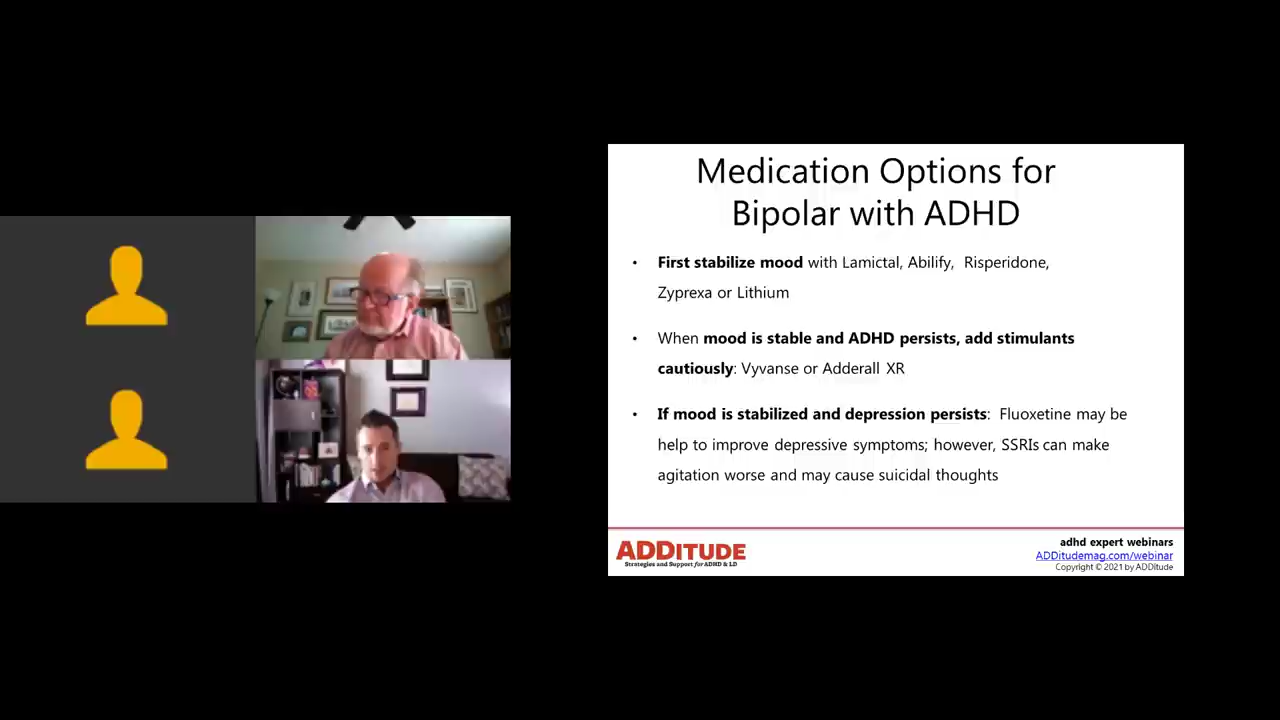 Medication Options for
Bipolar with ADHD
• First stabilize mood with Lamictal, Abilify, Risperidone,
Zyprexa or Lithium
• When mood is stable and ADHD persists, add stimulants
cautiously: Vyvanse or Adderall XR
• If mood is stabilized and depression persists: Fluoxetine may be
help to improve depressive symptoms; however, SSRIs can make
agitation worse and may cause suicidal thoughts
ADDITUDE
Strategies and Support for ADHD & LD
adhd expert webinars
ADDitudemag.com/webinar
Copyright © 2021 by ADDitude